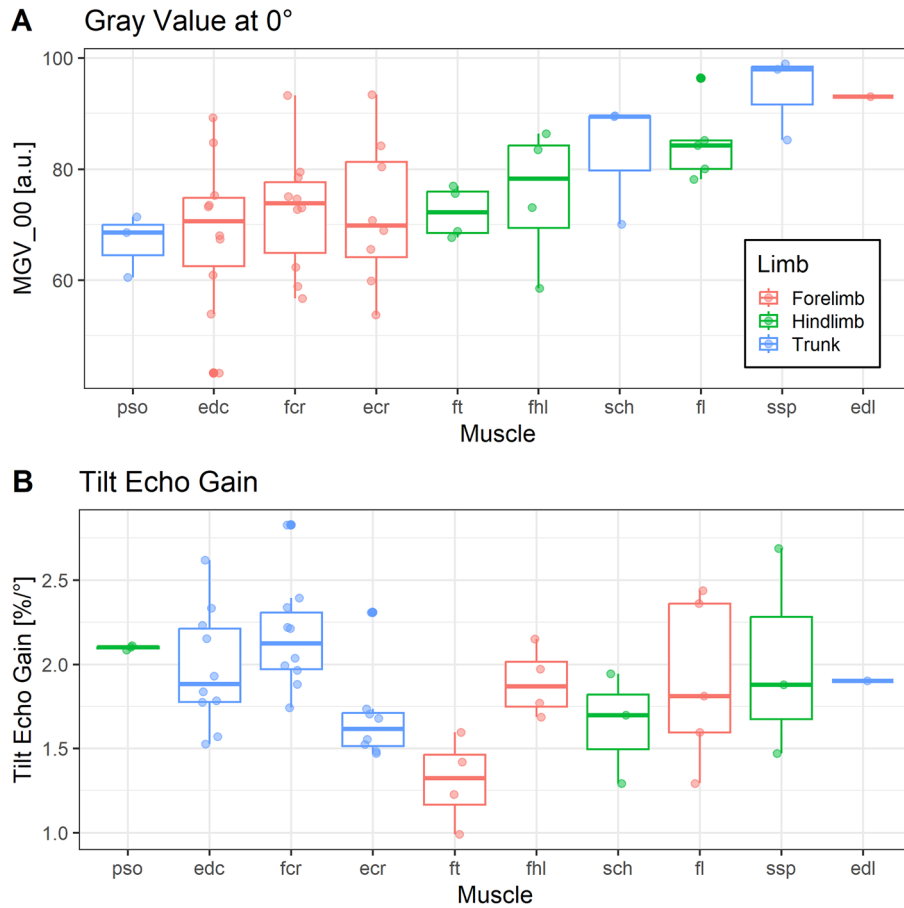 A Gray Value at 0°
100
80
60
MGV_00 [a.u.]
Limb
Forelimb
Hindlimb
Trunk
pso edc fcr ecr ft fhl sch fl ssp edl
Muscle
B Tilt Echo Gain
2.5
2.0
1.5
1.0
Tilt Echo Gain [%/°]
pso edc fcr ecr ft fhl sch fl ssp edl
Muscle